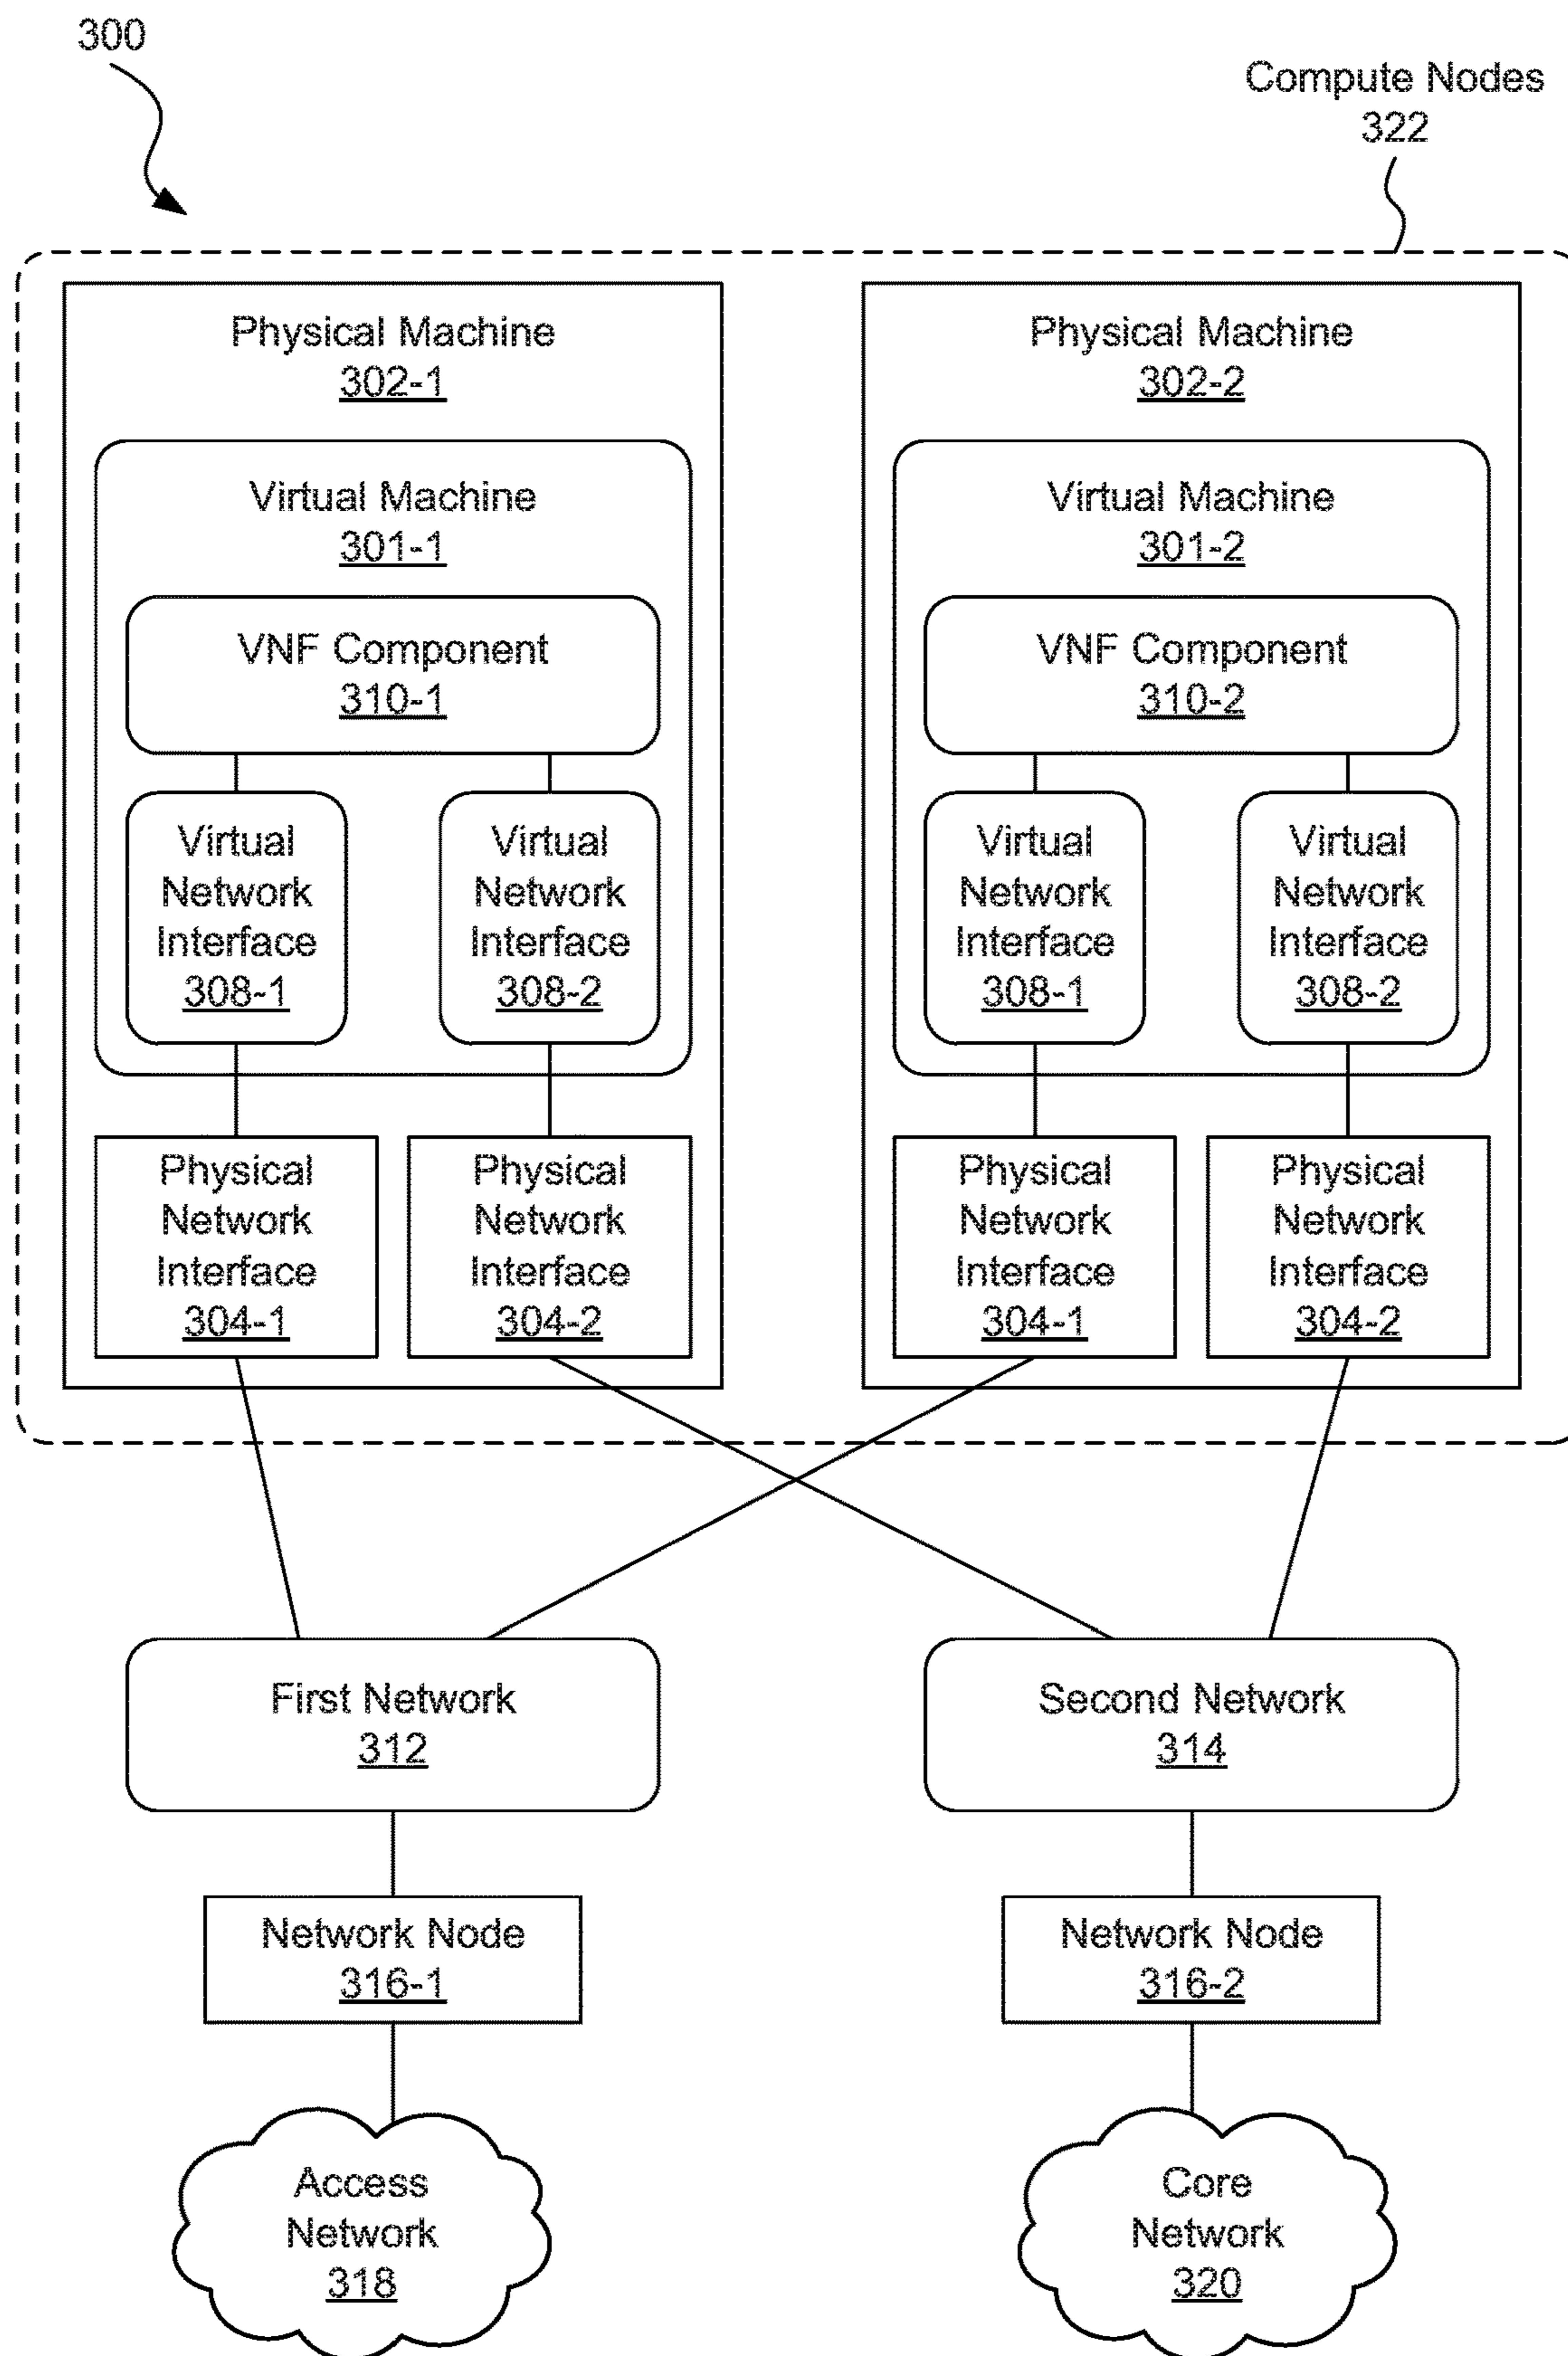 300
Compute Nodes
322
Physical Machine
302-1
Virtual Machine
301-1
VNF Component
310-1
Virtual
Network
Interface
308-1
Virtual
Network
Interface
308-2
Physical
Network
Interface
304-1
Physical
Network
Interface
304-2
Physical Machine
302-2
Virtual Machine
301-2
VNF Component
310-2
Virtual
Network
Interface
308-1
Virtual
Network
Interface
308-2
Physical
Network
Interface
304-1
Physical
Network
Interface
304-2
First Network
312
Second Network
314
Network Node
316-1
Network Node
316-2
Access
Network
318
Core
Network
320